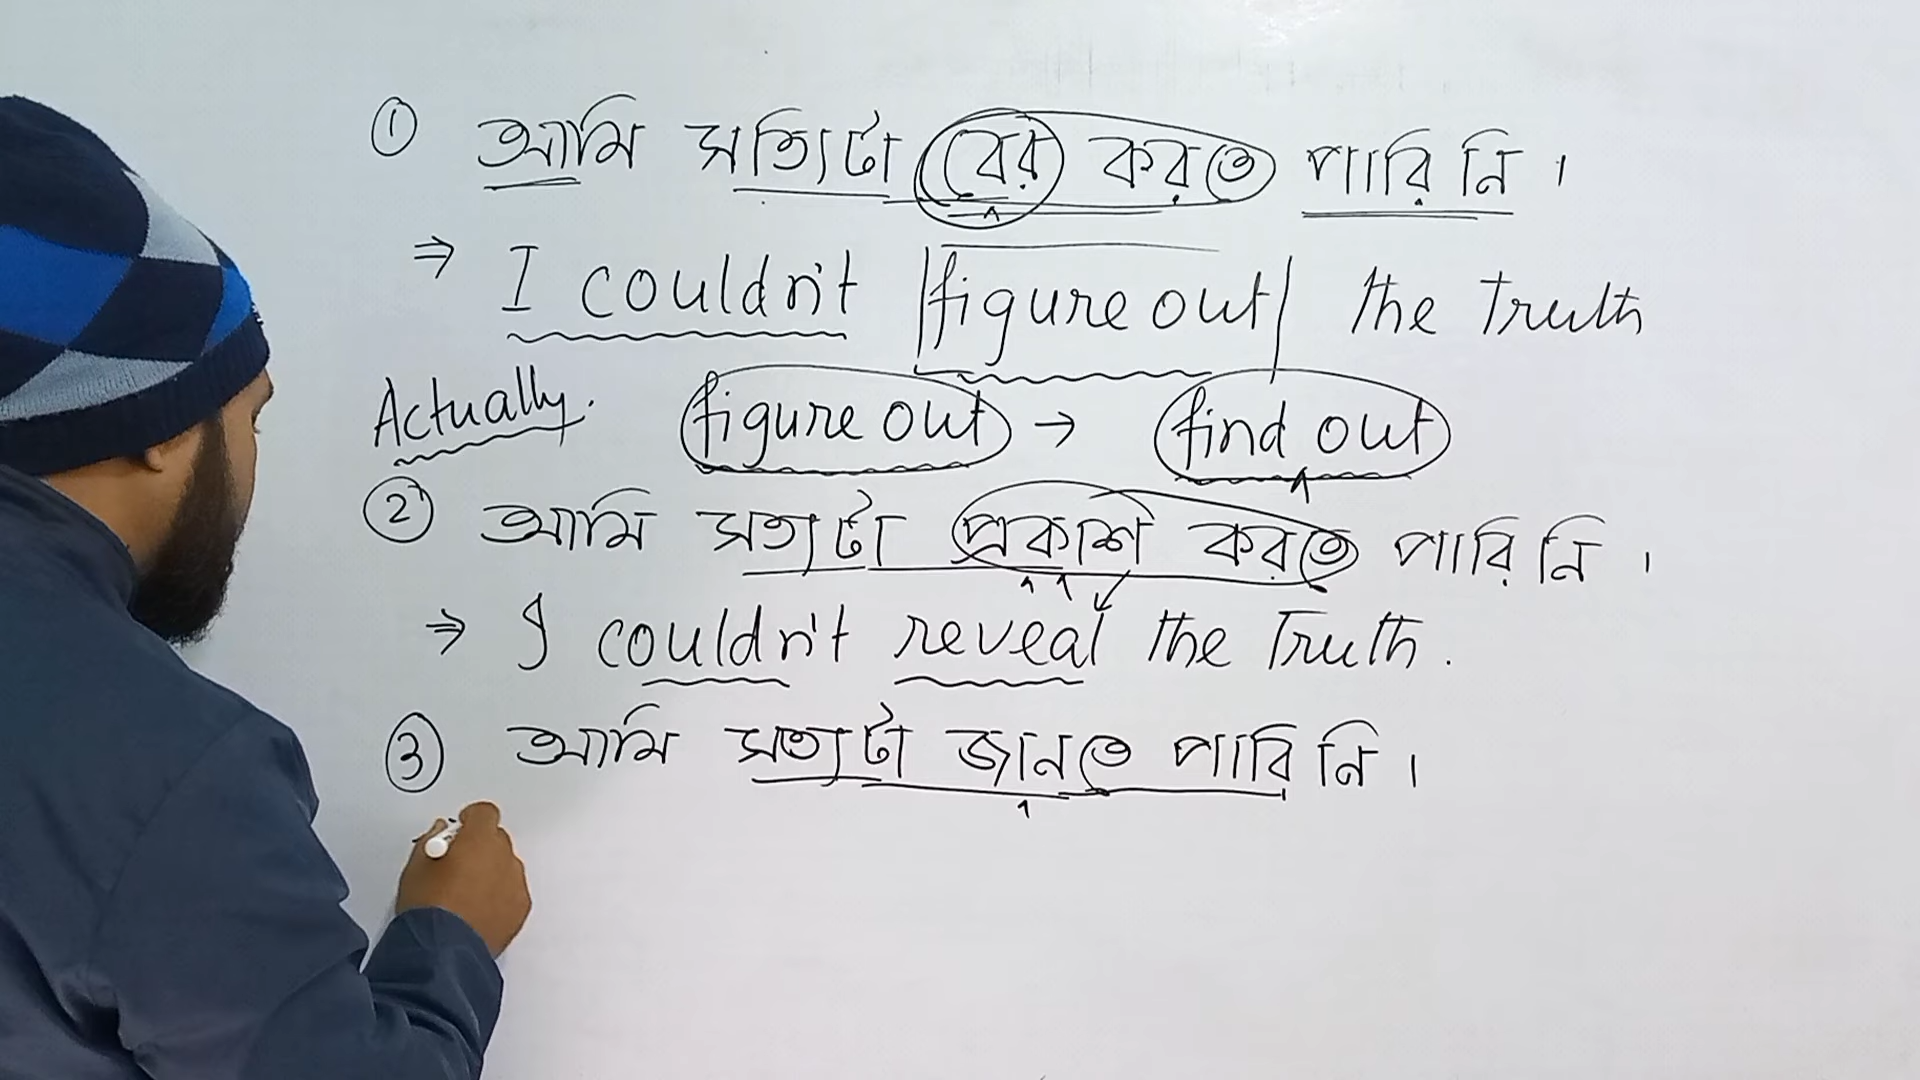 ① আমি সত্যিটা বের করতে পারিনি ।
⇒ I couldn't figure out the truth
Actually. figure out → find out
② আমি সত্যটা প্রকাশ করতে পারিনি ।
⇒ I couldn't reveal the Truth.
③ আমি সত্যটা জানতে পারিনি ।